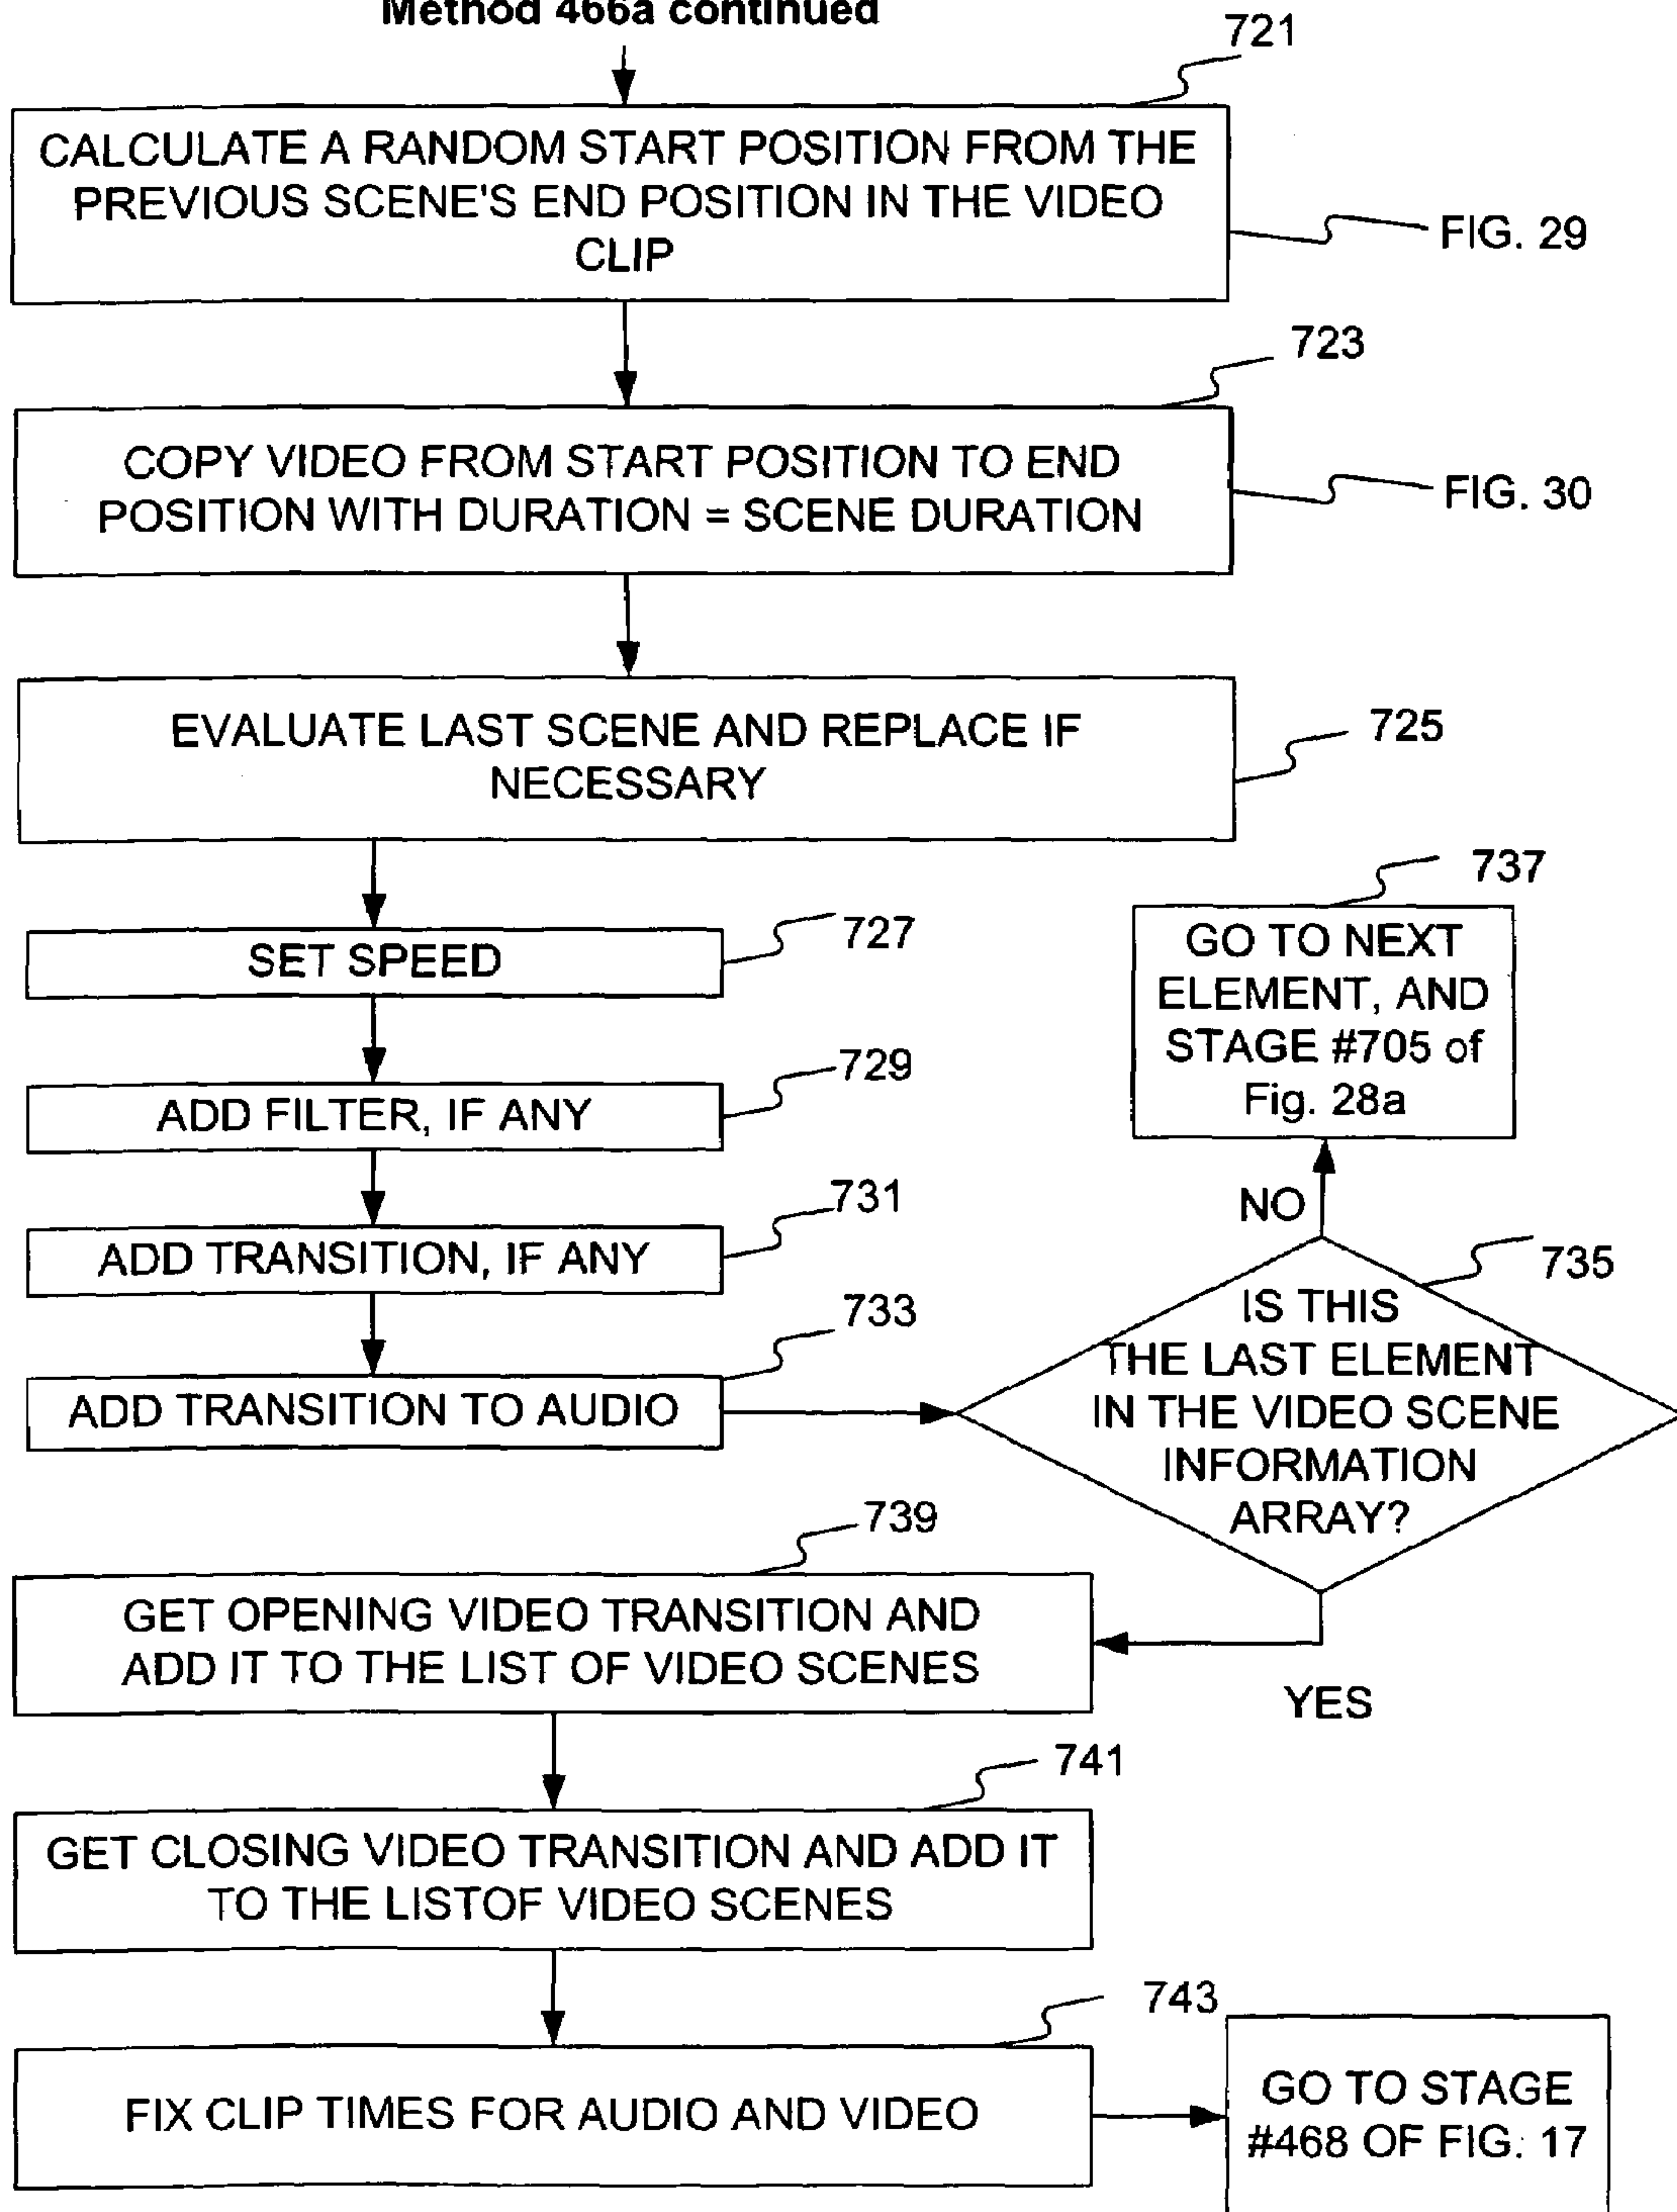 Method 466a continued
721
CALCULATE A RANDOM START POSITION FROM THE
PREVIOUS SCENE'S END POSITION IN THE VIDEO
CLIP
FIG. 29
723
COPY VIDEO FROM START POSITION TO END
POSITION WITH DURATION = SCENE DURATION
FIG. 30
EVALUATE LAST SCENE AND REPLACE IF
NECESSARY
725
SET SPEED
727
ADD FILTER, IF ANY
729
ADD TRANSITION, IF ANY
731
ADD TRANSITION TO AUDIO
733
737
GO TO NEXT
ELEMENT, AND
STAGE #705 of
Fig. 28a
NO
735
IS THIS
THE LAST ELEMENT
IN THE VIDEO SCENE
INFORMATION
ARRAY?
YES
739
GET OPENING VIDEO TRANSITION AND
ADD IT TO THE LIST OF VIDEO SCENES
741
GET CLOSING VIDEO TRANSITION AND ADD IT
TO THE LISTOF VIDEO SCENES
743
FIX CLIP TIMES FOR AUDIO AND VIDEO
GO TO STAGE
#468 OF FIG. 17